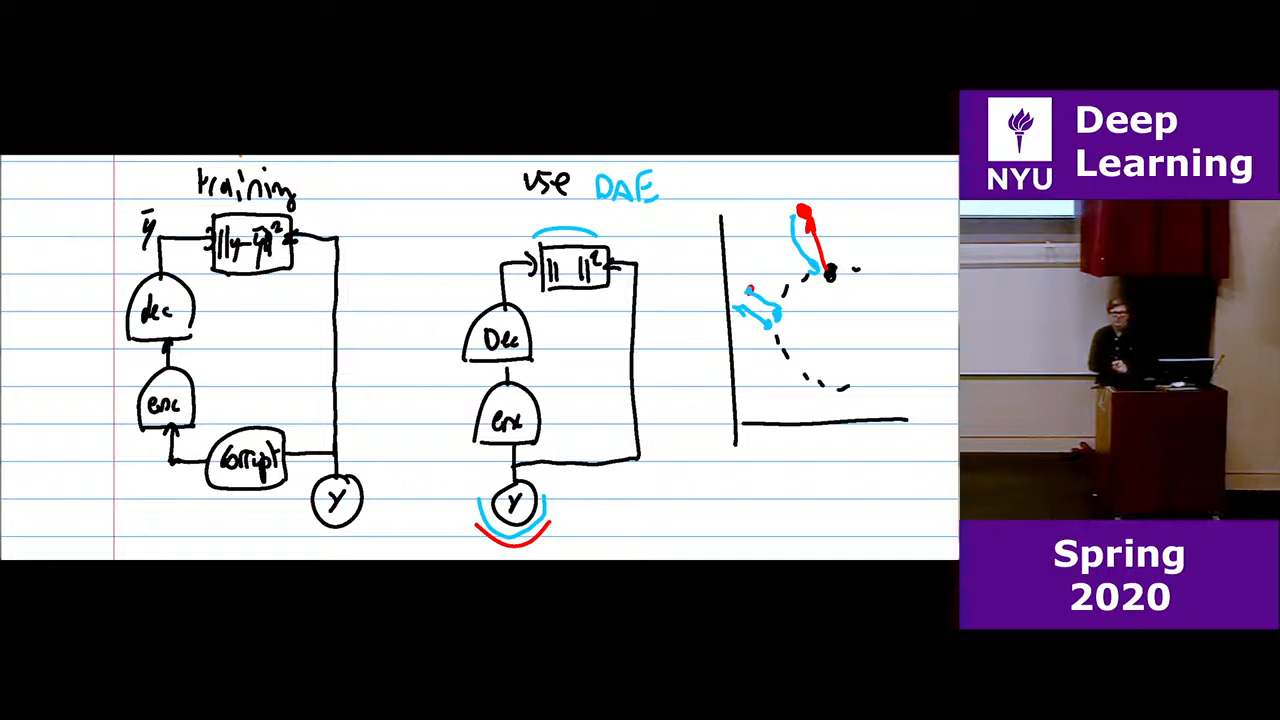 training
ȳ
||y-ȳ||²
dec
enc
Corrupt
Y
use DAE
|| ||²
Dec
enc
Y
NYU
Deep
Learning
Spring
2020